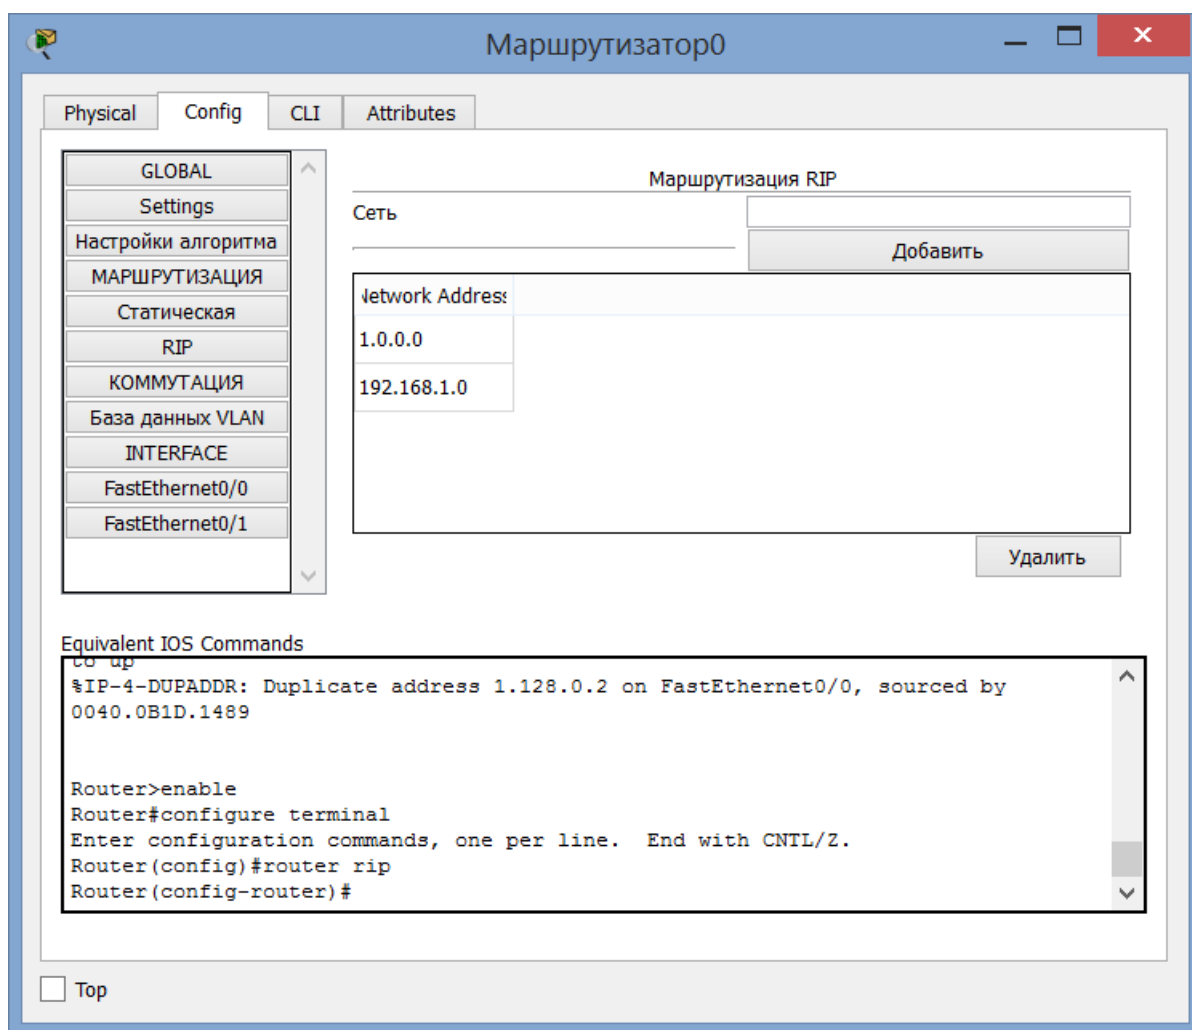 Маршрутизатор0
Physical Config CLI Attributes
GLOBAL
Settings
Настройки алгоритма
МАРШРУТИЗАЦИЯ
Статическая
RIP
КОММУТАЦИЯ
База данных VLAN
INTERFACE
FastEthernet0/0
FastEthernet0/1
Маршрутизация RIP
Сеть
Добавить
Network Address
1.0.0.0
192.168.1.0
Удалить
Equivalent IOS Commands
to up
%IP-4-DUPADDR: Duplicate address 1.128.0.2 on FastEthernet0/0, sourced by
0040.0B1D.1489
Router>enable
Router#configure terminal
Enter configuration commands, one per line.  End with CNTL/Z.
Router(config)#router rip
Router(config-router)#
Top